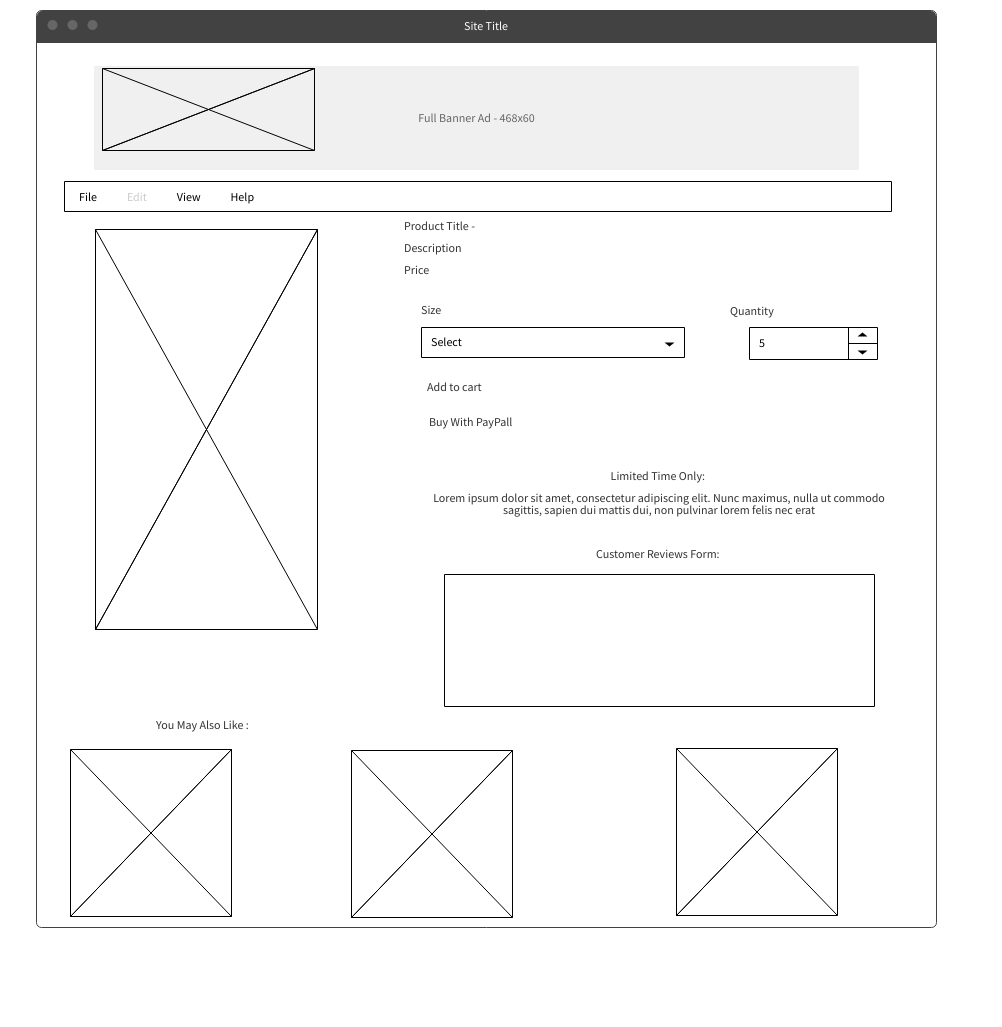 Site Title
Full Banner Ad - 468x60
File Edit View Help
Product Title -
Description
Price
Size
Quantity
Select
5
Add to cart
Buy With PayPall
Limited Time Only:
Lorem ipsum dolor sit amet, consectetur adipiscing elit. Nunc maximus, nulla ut commodo
sagittis, sapien dui mattis dui, non pulvinar lorem felis nec erat
Customer Reviews Form:
You May Also Like :